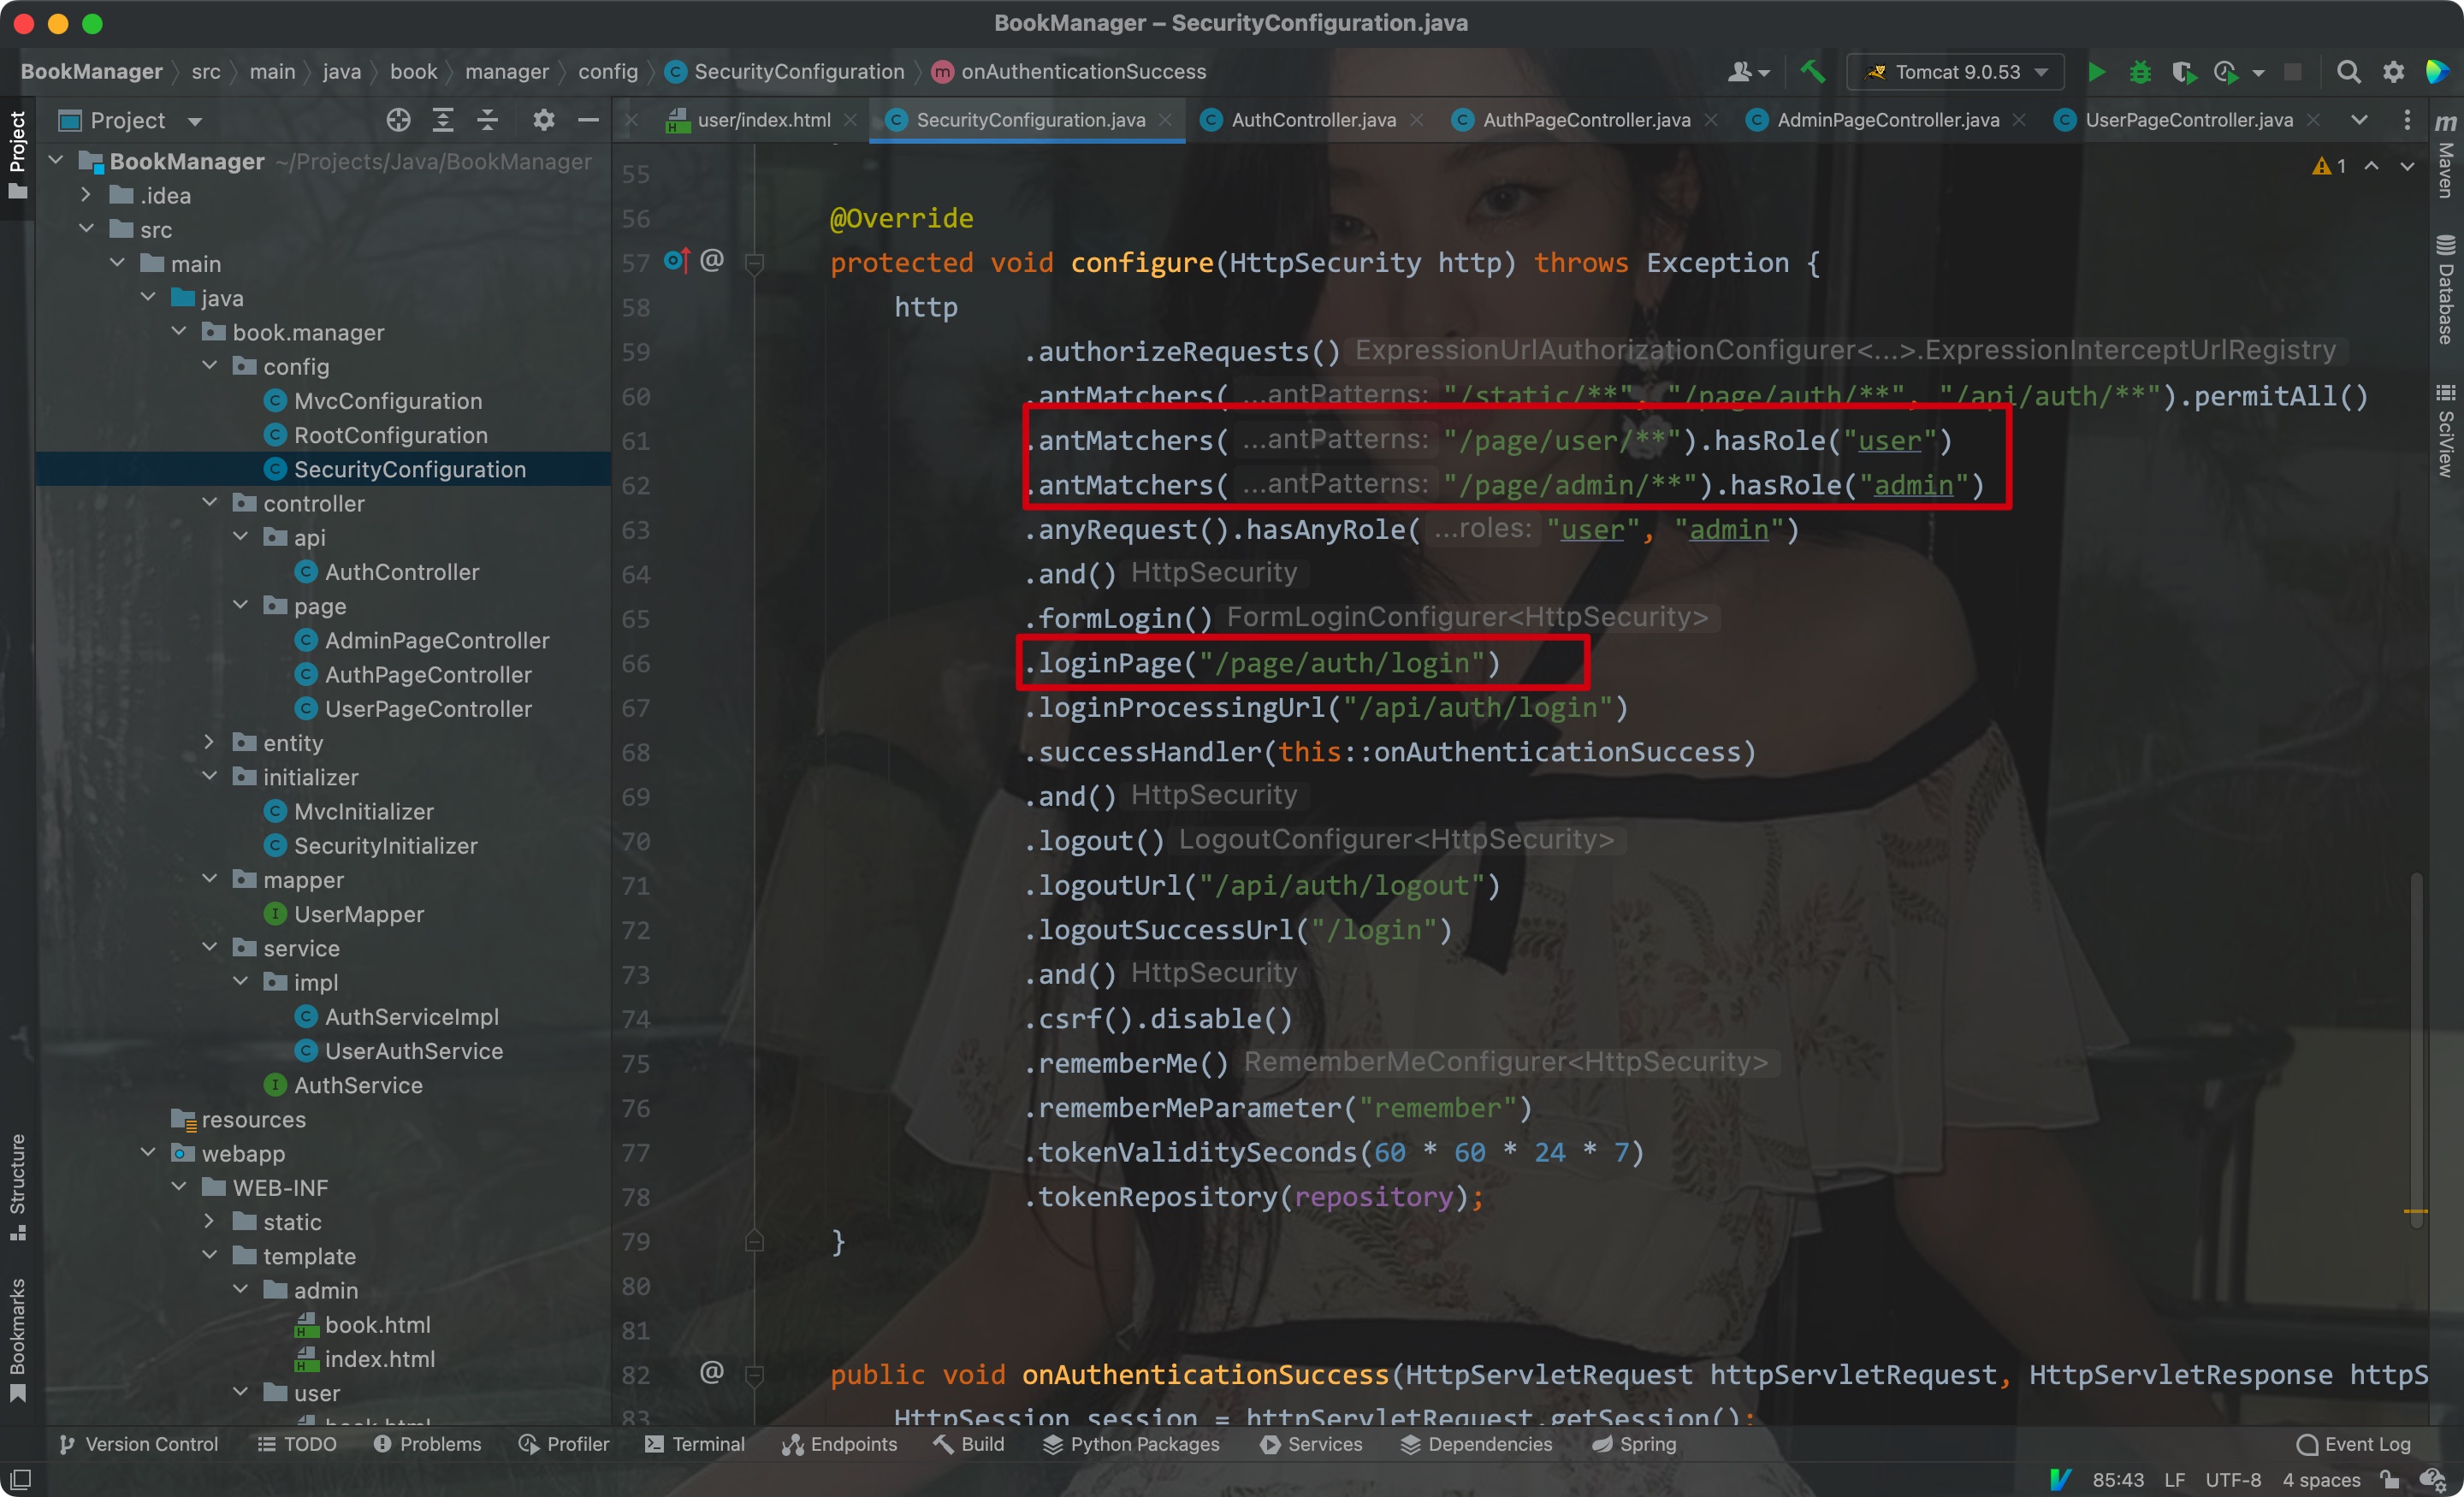 BookManager – SecurityConfiguration.java
BookManager src main java book manager config SecurityConfiguration onAuthenticationSuccess
Tomcat 9.0.53
Project
user/index.html
SecurityConfiguration.java
AuthController.java
AuthPageController.java
AdminPageController.java
UserPageController.java
Project
Structure
Bookmarks
BookManager ~/Projects/Java/BookManager
.idea
src
main
java
book.manager
config
MvcConfiguration
RootConfiguration
SecurityConfiguration
controller
api
AuthController
page
AdminPageController
AuthPageController
UserPageController
entity
initializer
MvcInitializer
SecurityInitializer
mapper
UserMapper
service
impl
AuthServiceImpl
UserAuthService
AuthService
resources
webapp
WEB-INF
static
template
admin
book.html
index.html
user
book.html
1
55
56 @Override
57 @ protected void configure(HttpSecurity http) throws Exception {
58 http
59 .authorizeRequests() ExpressionUrlAuthorizationConfigurer<...>.ExpressionInterceptUrlRegistry
60 .antMatchers( ...antPatterns: "/static/**", "/page/auth/**", "/api/auth/**").permitAll()
61 .antMatchers( ...antPatterns: "/page/user/**").hasRole("user")
62 .antMatchers( ...antPatterns: "/page/admin/**").hasRole("admin")
63 .anyRequest().hasAnyRole( ...roles: "user", "admin")
64 .and() HttpSecurity
65 .formLogin() FormLoginConfigurer<HttpSecurity>
66 .loginPage("/page/auth/login")
67 .loginProcessingUrl("/api/auth/login")
68 .successHandler(this::onAuthenticationSuccess)
69 .and() HttpSecurity
70 .logout() LogoutConfigurer<HttpSecurity>
71 .logoutUrl("/api/auth/logout")
72 .logoutSuccessUrl("/login")
73 .and() HttpSecurity
74 .csrf().disable()
75 .rememberMe() RememberMeConfigurer<HttpSecurity>
76 .rememberMeParameter("remember")
77 .tokenValiditySeconds(60 * 60 * 24 * 7)
78 .tokenRepository(repository);
79 }
80
81
82 @ public void onAuthenticationSuccess(HttpServletRequest httpServletRequest, HttpServletResponse httpS
83 HttpSession session = httpServletRequest.getSession();
Maven
Database
SciView
Version Control TODO Problems Profiler Terminal Endpoints Build Python Packages Services Dependencies Spring Event Log
85:43 LF UTF-8 4 spaces